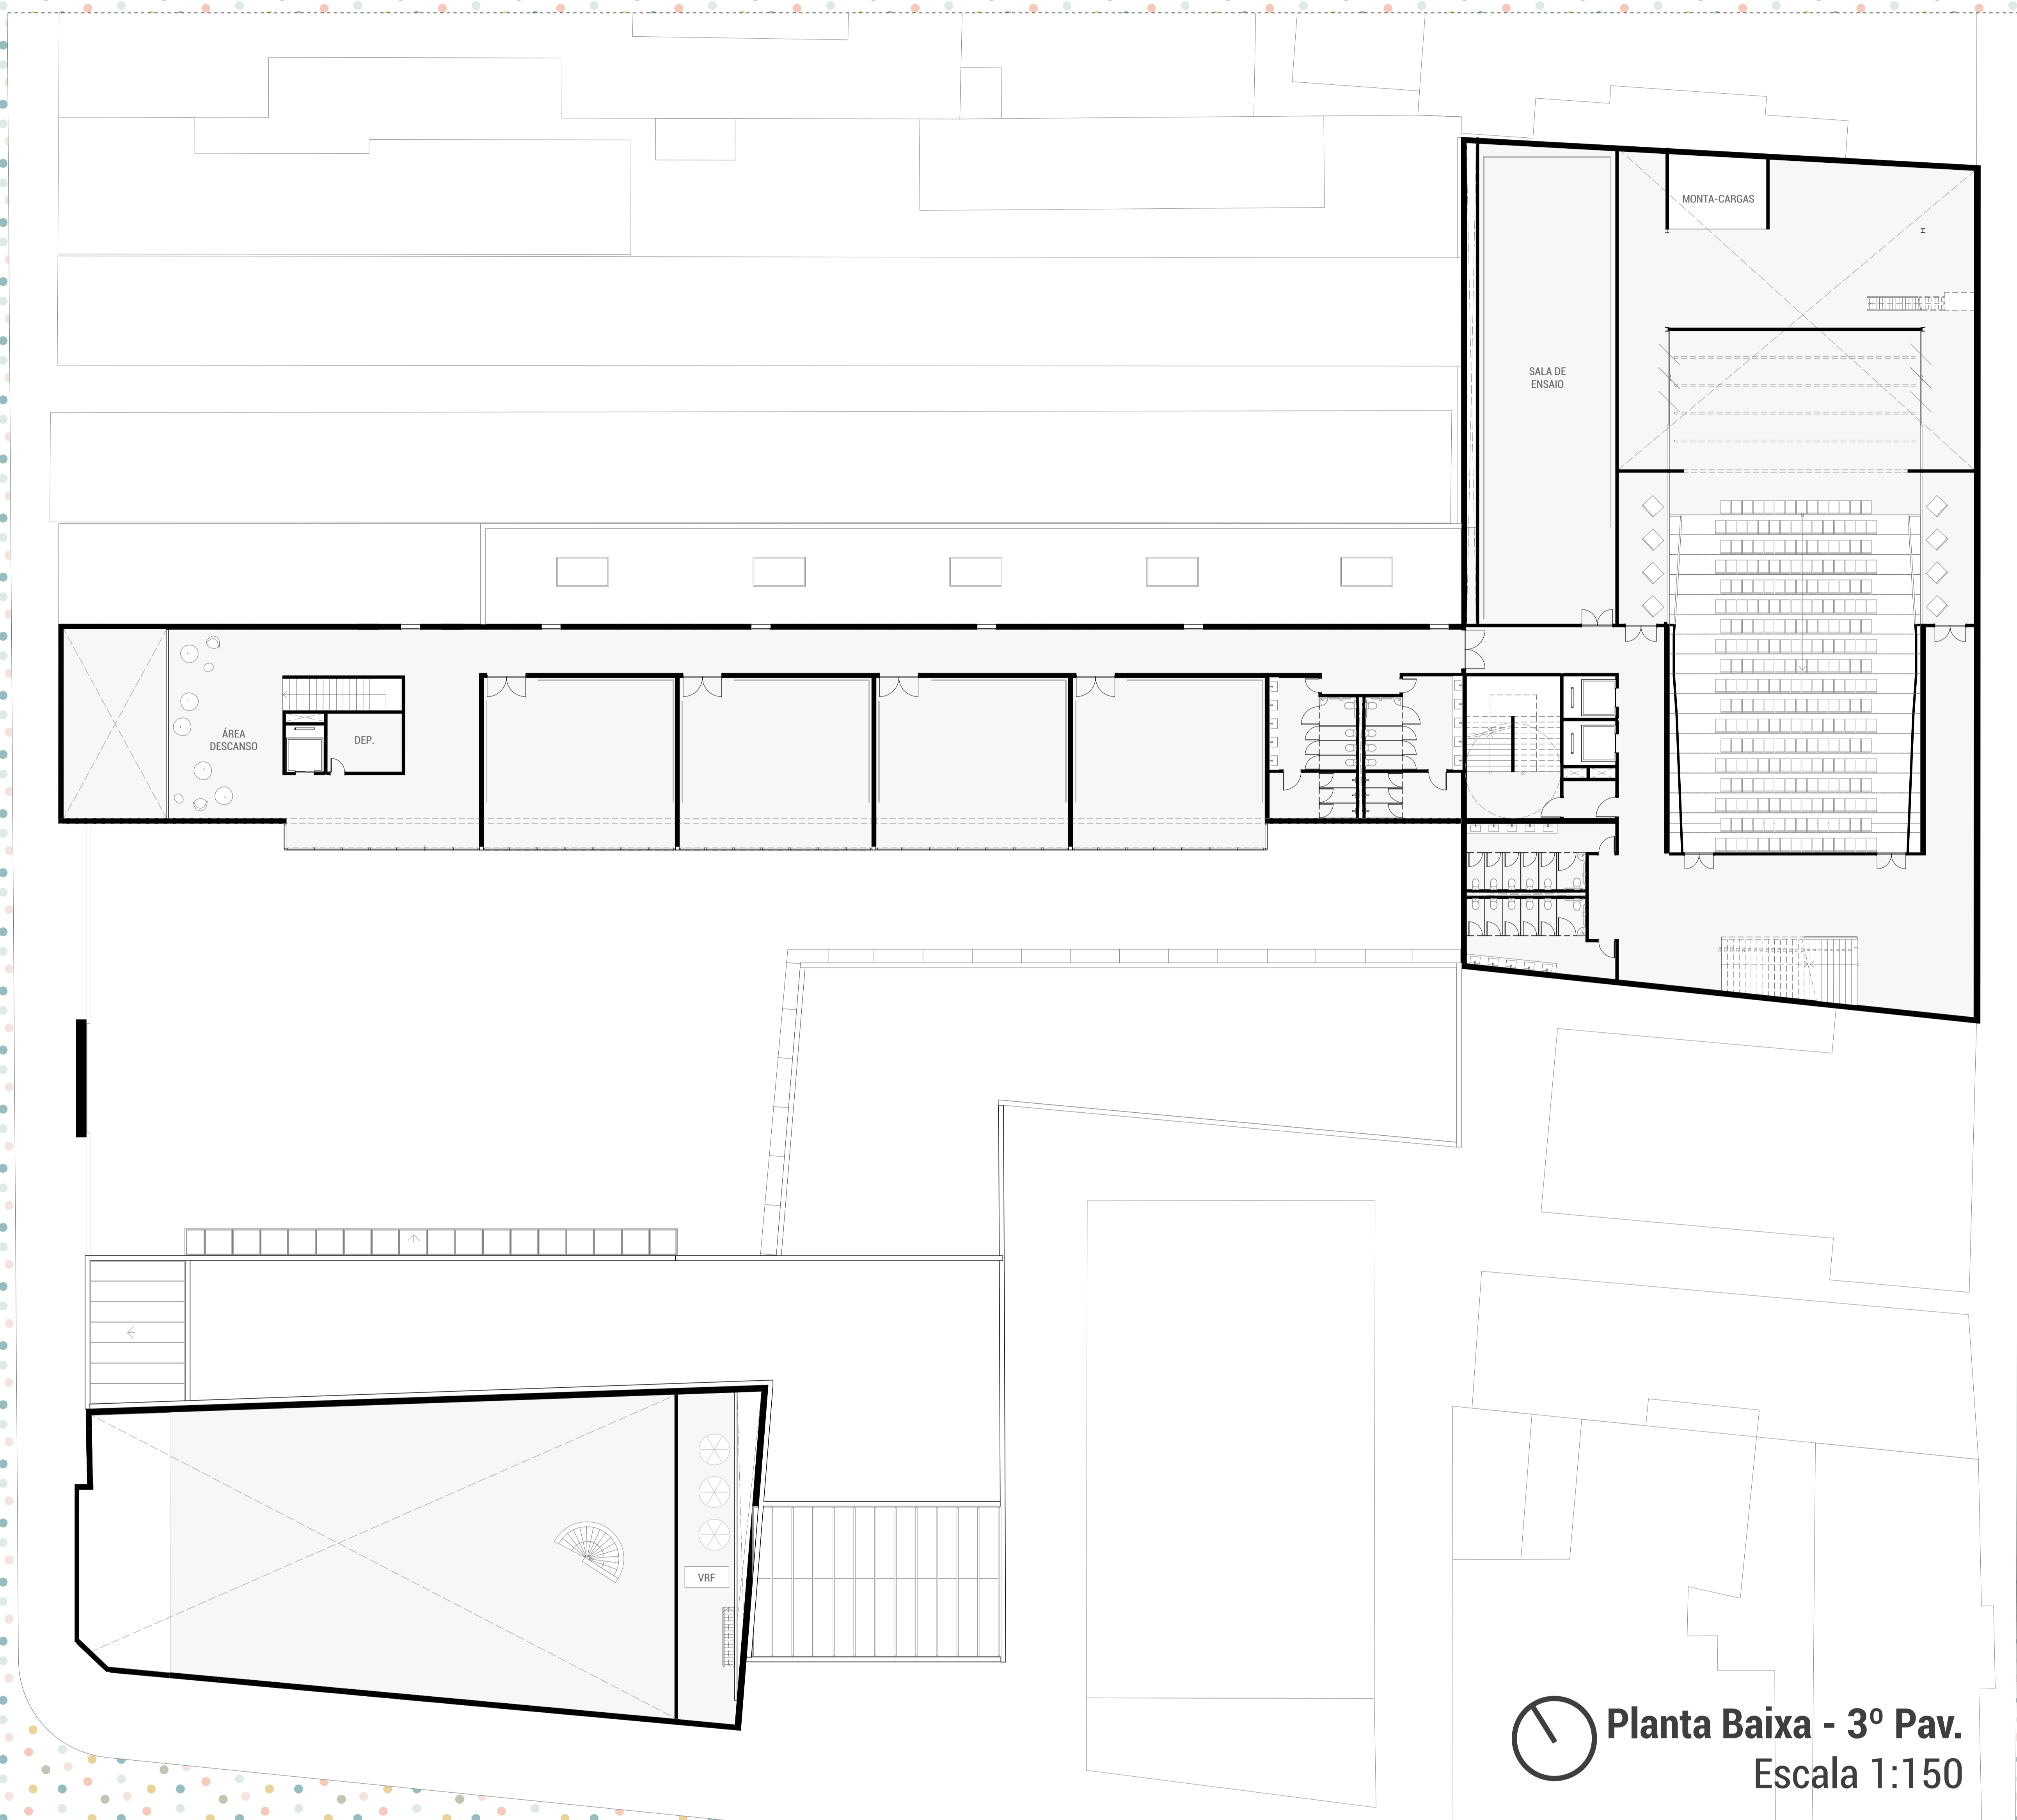 MONTA-CARGAS
SALA DE
ENSAIO
ÁREA
DESCANSO
DEP.
VRF
Planta Baixa - 3º Pav.
Escala 1:150